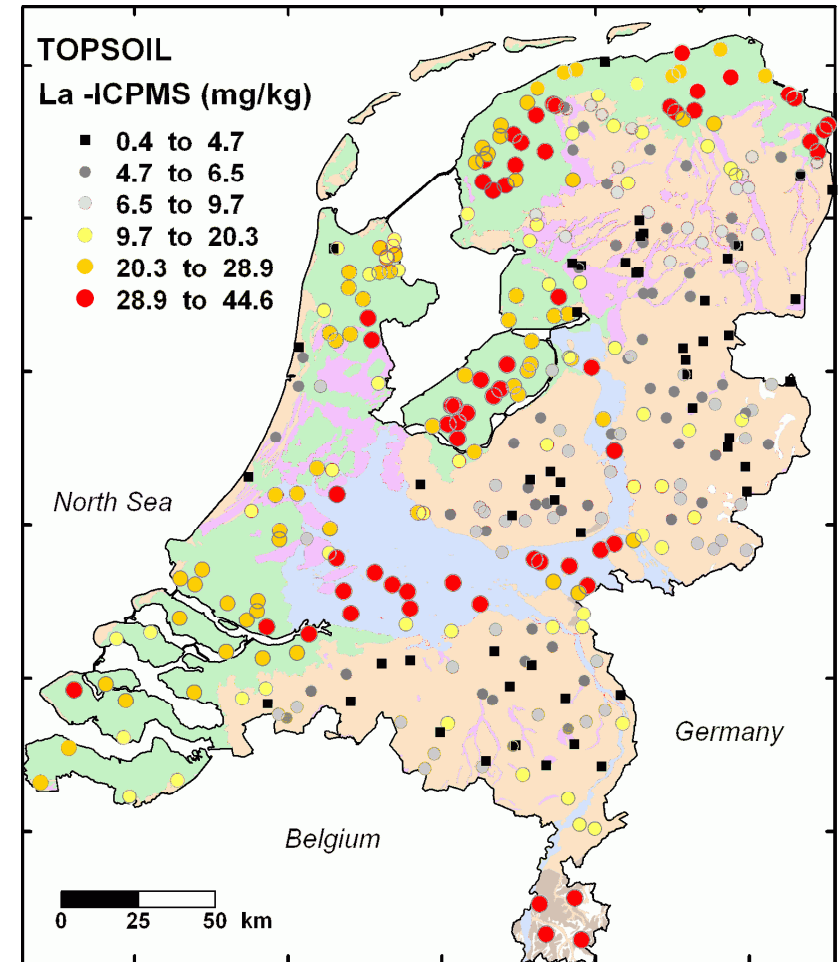 TOPSOIL
La -ICPMS (mg/kg)
0.4 to 4.7
4.7 to 6.5
6.5 to 9.7
9.7 to 20.3
20.3 to 28.9
28.9 to 44.6
North Sea
Germany
Belgium
0 25 50 km